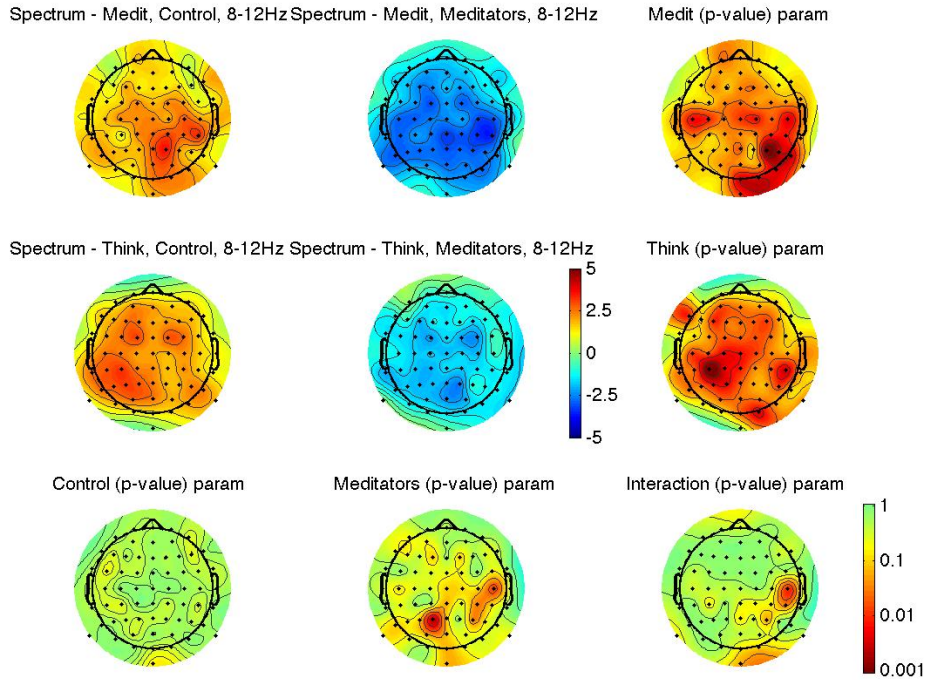 Spectrum - Medit, Control, 8-12Hz
Spectrum - Medit, Meditators, 8-12Hz
Medit (p-value) param
Spectrum - Think, Control, 8-12Hz
Spectrum - Think, Meditators, 8-12Hz
Think (p-value) param
5
2.5
0
-2.5
-5
Control (p-value) param
Meditators (p-value) param
Interaction (p-value) param
1
0.1
0.01
0.001